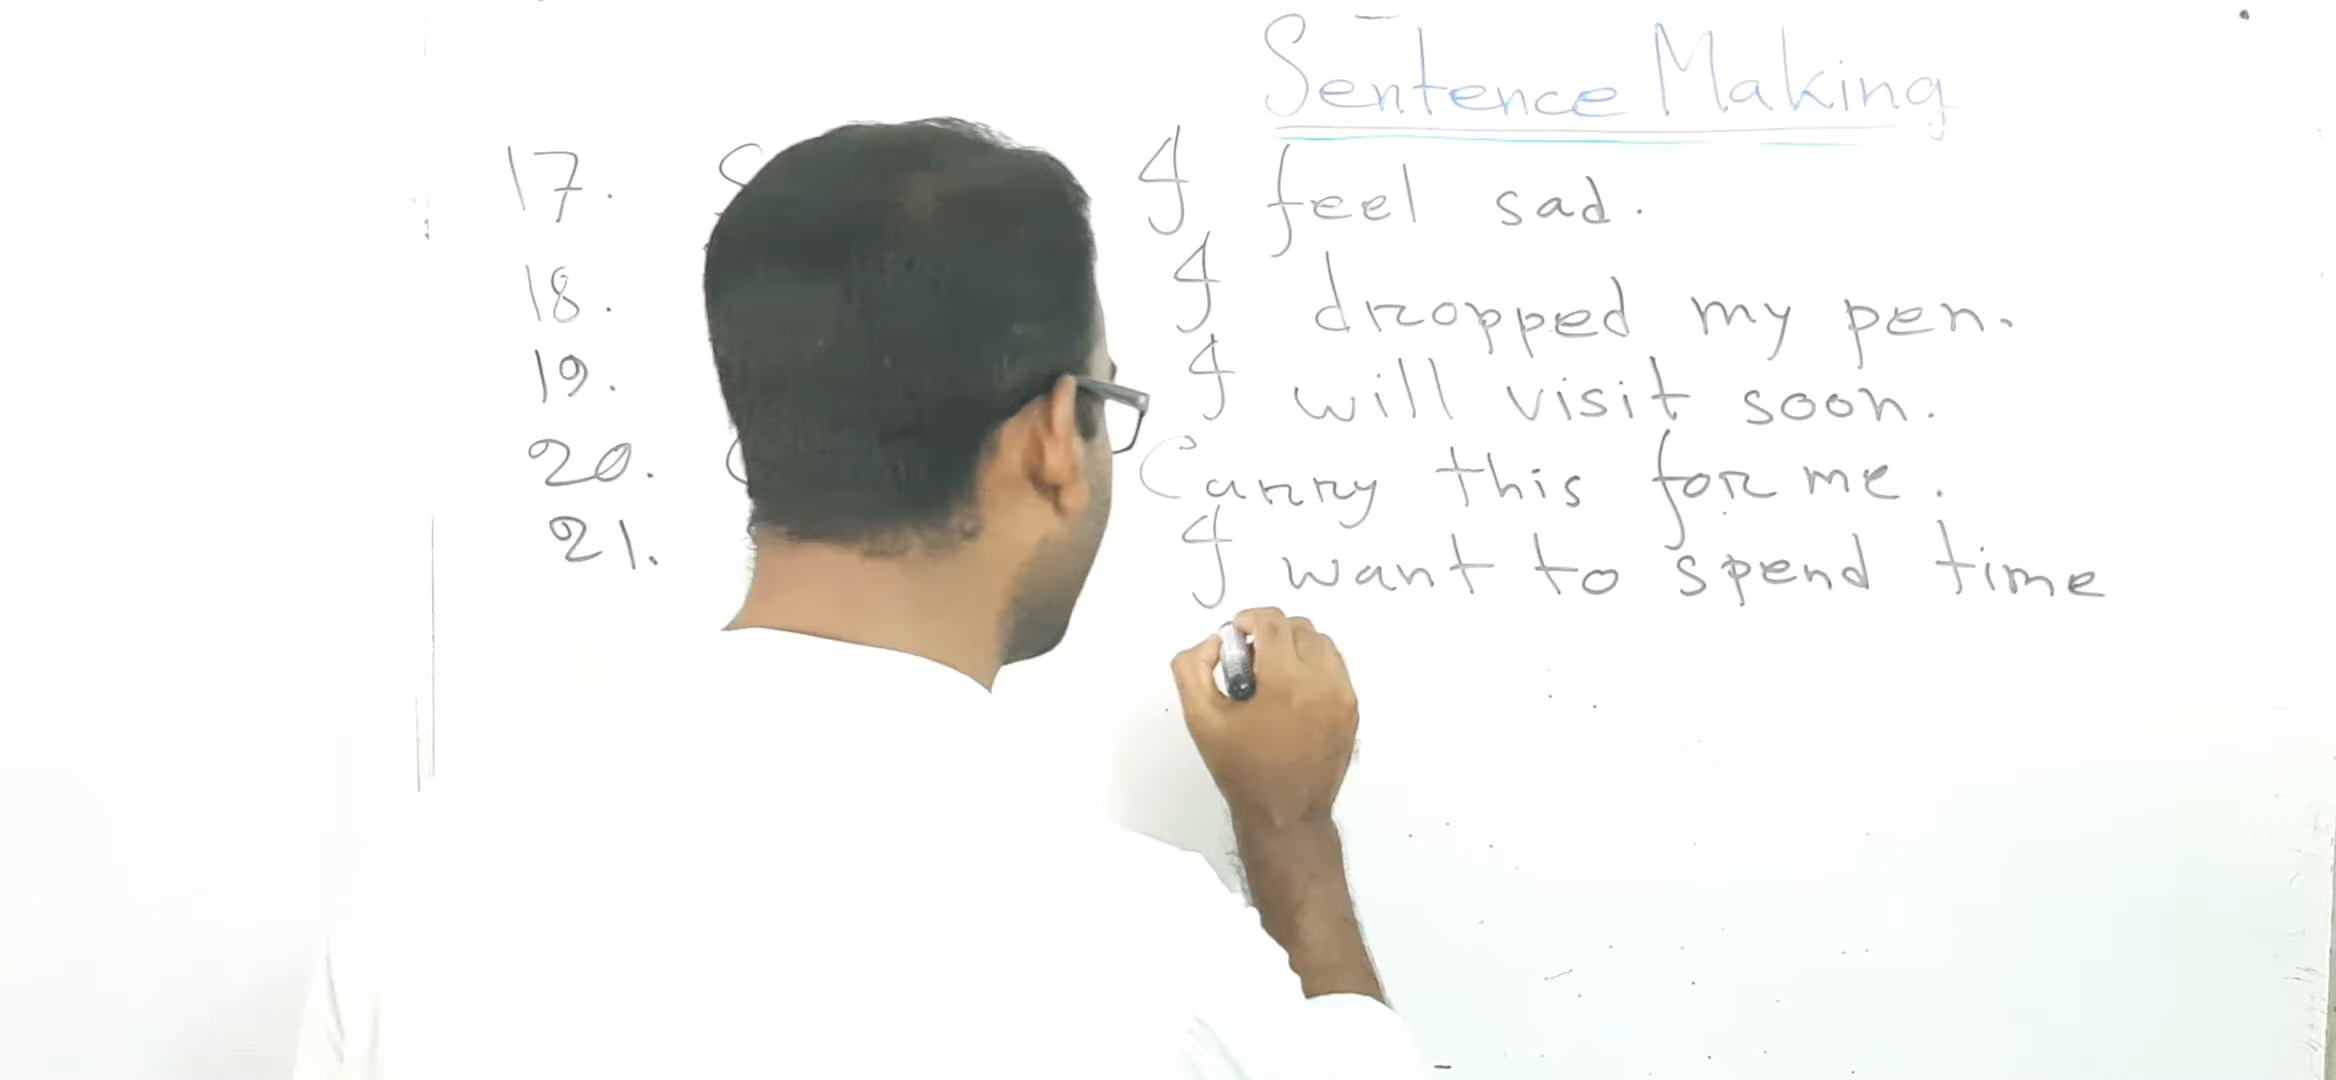 Sentence Making
17. I feel sad.
18. I dropped my pen.
19. I will visit soon.
20. Carry this for me.
21. I want to spend time